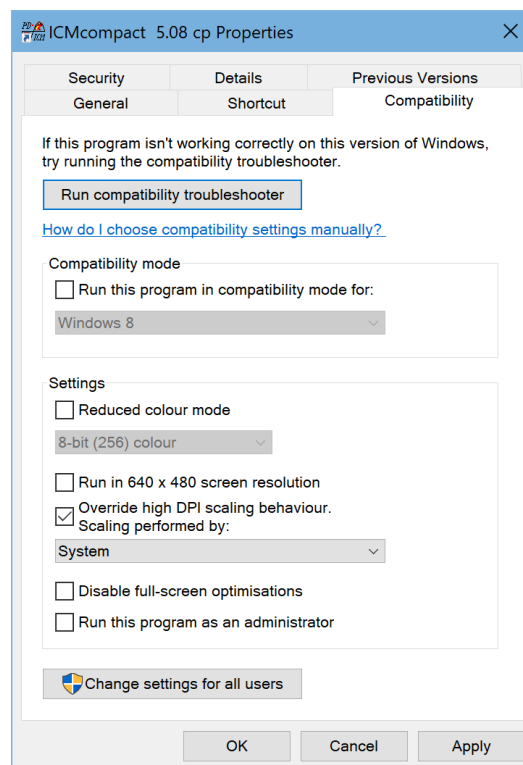 ICMcompact 5.08 cp Properties
Security Details Previous Versions
General Shortcut Compatibility
If this program isn't working correctly on this version of Windows,
try running the compatibility troubleshooter.
Run compatibility troubleshooter
How do I choose compatibility settings manually?
Compatibility mode
Run this program in compatibility mode for:
Windows 8
Settings
Reduced colour mode
8-bit (256) colour
Run in 640 x 480 screen resolution
Override high DPI scaling behaviour.
Scaling performed by:
System
Disable full-screen optimisations
Run this program as an administrator
Change settings for all users
OK Cancel Apply